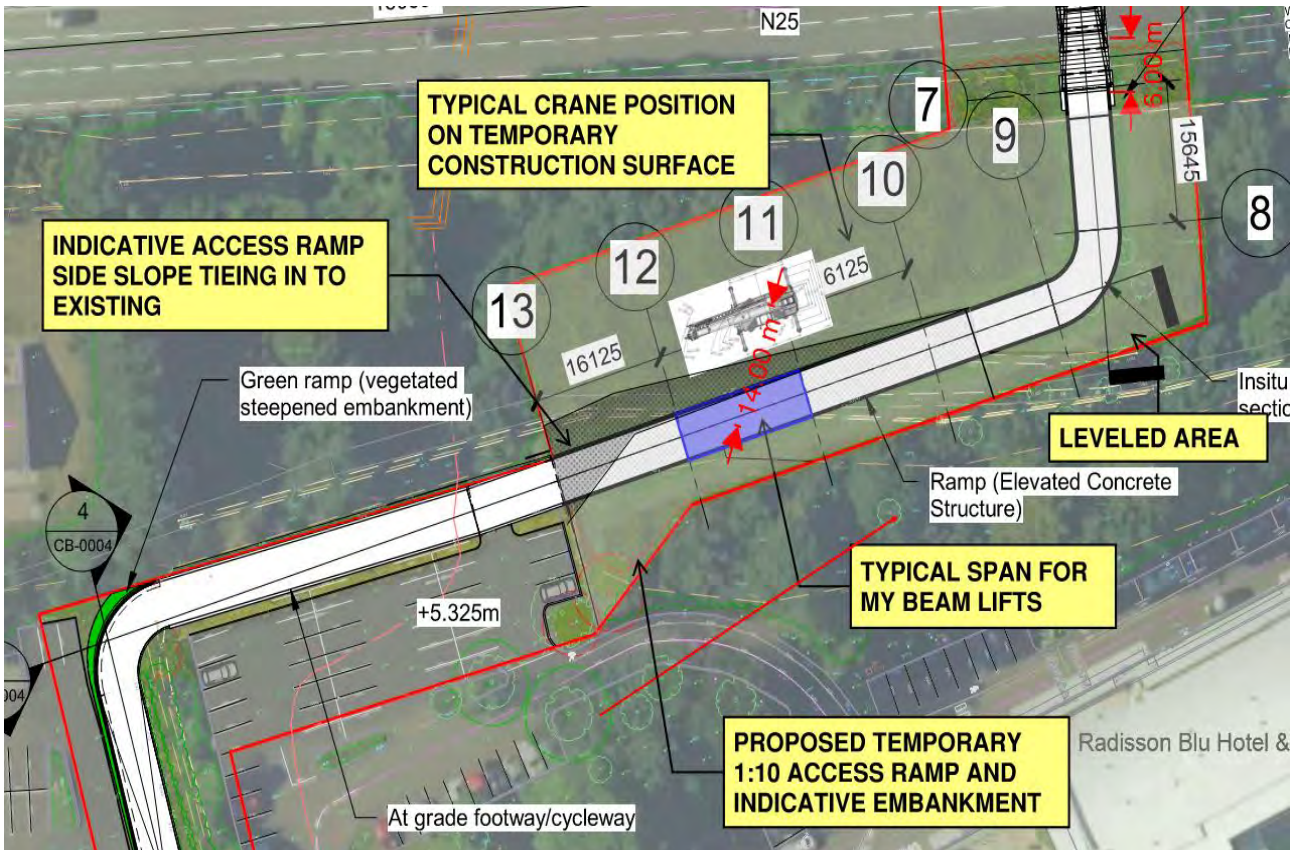 N25
TYPICAL CRANE POSITION
ON TEMPORARY
CONSTRUCTION SURFACE
7
9
6,00 m
15645
10
11
8
12
6125
INDICATIVE ACCESS RAMP
SIDE SLOPE TIEING IN TO
EXISTING
13
16125
14,00 m
Green ramp (vegetated
steepened embankment)
Insitu
sectio
LEVELED AREA
Ramp (Elevated Concrete
Structure)
4
CB-0004
TYPICAL SPAN FOR
MY BEAM LIFTS
+5.325m
004
PROPOSED TEMPORARY
1:10 ACCESS RAMP AND
INDICATIVE EMBANKMENT
Radisson Blu Hotel &
At grade footway/cycleway